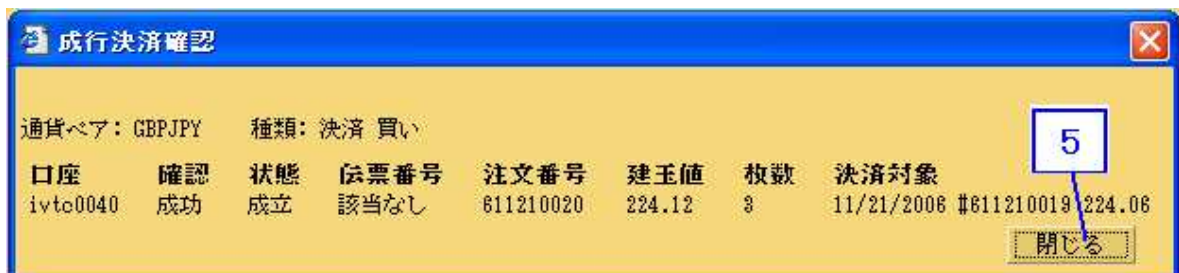 成行決済確認
通貨ペア: GBPJPY 種類: 決済 買い
5
口座 確認 状態 伝票番号 注文番号 建玉値 枚数 決済対象
ivtc0040 成功 成立 該当なし 611210020 224.12 3 11/21/2006 #611210019 224.06
閉じる